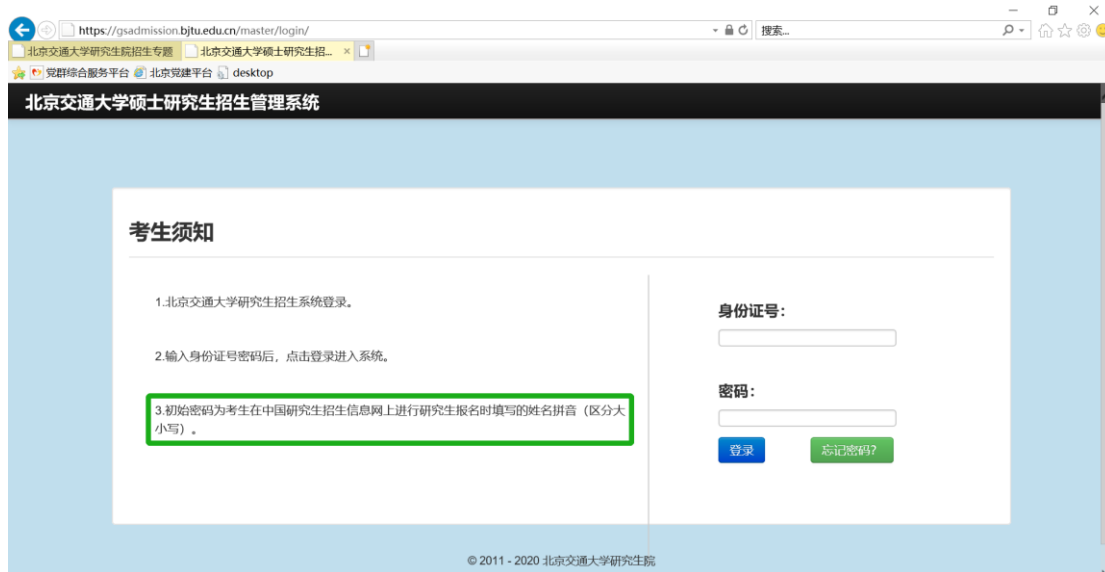 https://gsadmission.bjtu.edu.cn/master/login/
搜索...
北京交通大学研究生院招生专题
北京交通大学硕士研究生招...
党群综合服务平台
北京党建平台
desktop
北京交通大学硕士研究生招生管理系统
考生须知
1.北京交通大学研究生招生系统登录。
2.输入身份证号密码后，点击登录进入系统。
3.初始密码为考生在中国研究生招生信息网上进行研究生报名时填写的姓名拼音（区分大
小写）。
身份证号：
密码：
登录
忘记密码?
© 2011 - 2020 北京交通大学研究生院